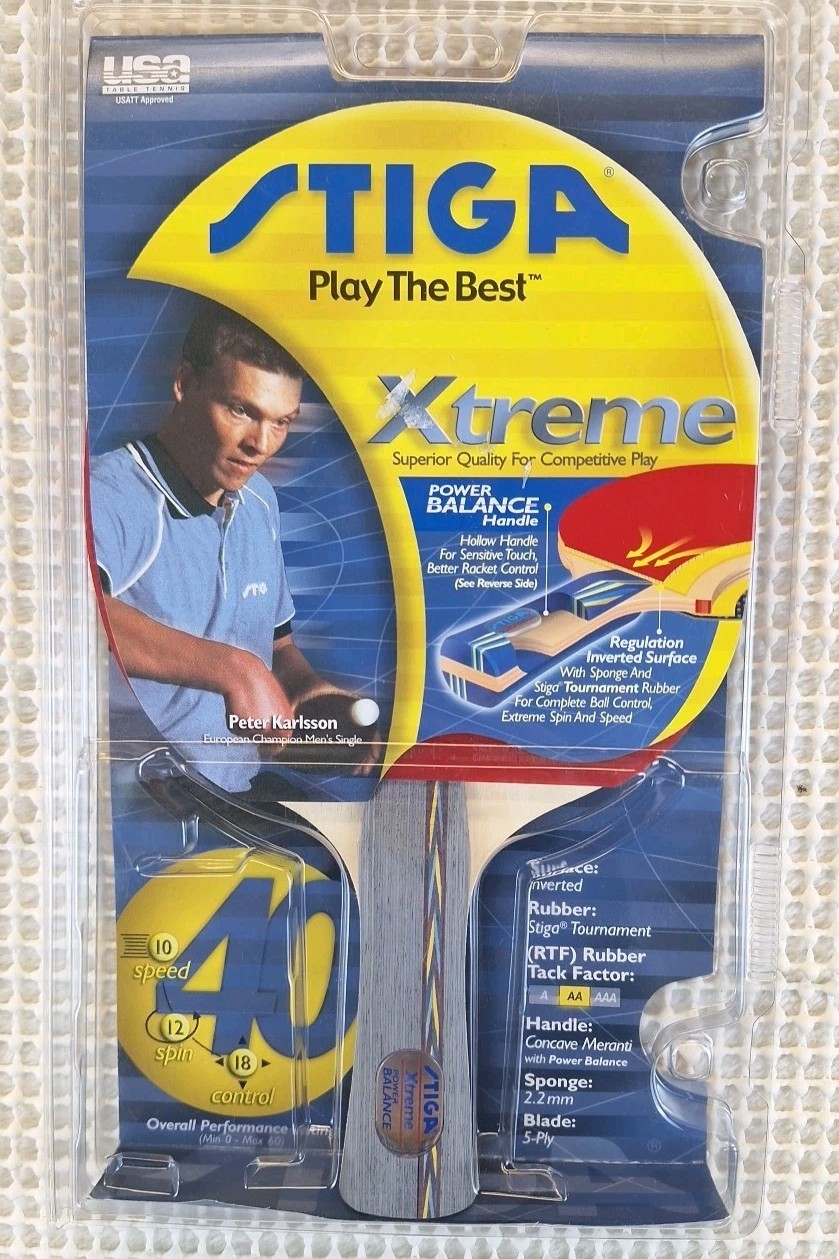 usa
TABLE TENNIS
USATT Approved
STIGA®
Play The Best™
Xtreme
Superior Quality For Competitive Play
POWER
BALANCE
Handle
Hollow Handle
For Sensitive Touch,
Better Racket Control
(See Reverse Side)
STIGA
STIGA
Regulation
Inverted Surface
With Sponge And
Stiga Tournament Rubber
For Complete Ball Control,
Extreme Spin And Speed
Peter Karlsson
European Champion Men's Single
40
10
speed
12
spin
18
control
Overall Performance
(Min 0 - Max 60)
Surface:
Inverted
Rubber:
Stiga® Tournament
(RTF) Rubber
Tack Factor:
A AA AAA
Handle:
Concave Meranti
with Power Balance
Sponge:
2.2mm
Blade:
5-Ply
STIGA
Xtreme
POWER
BALANCE
®